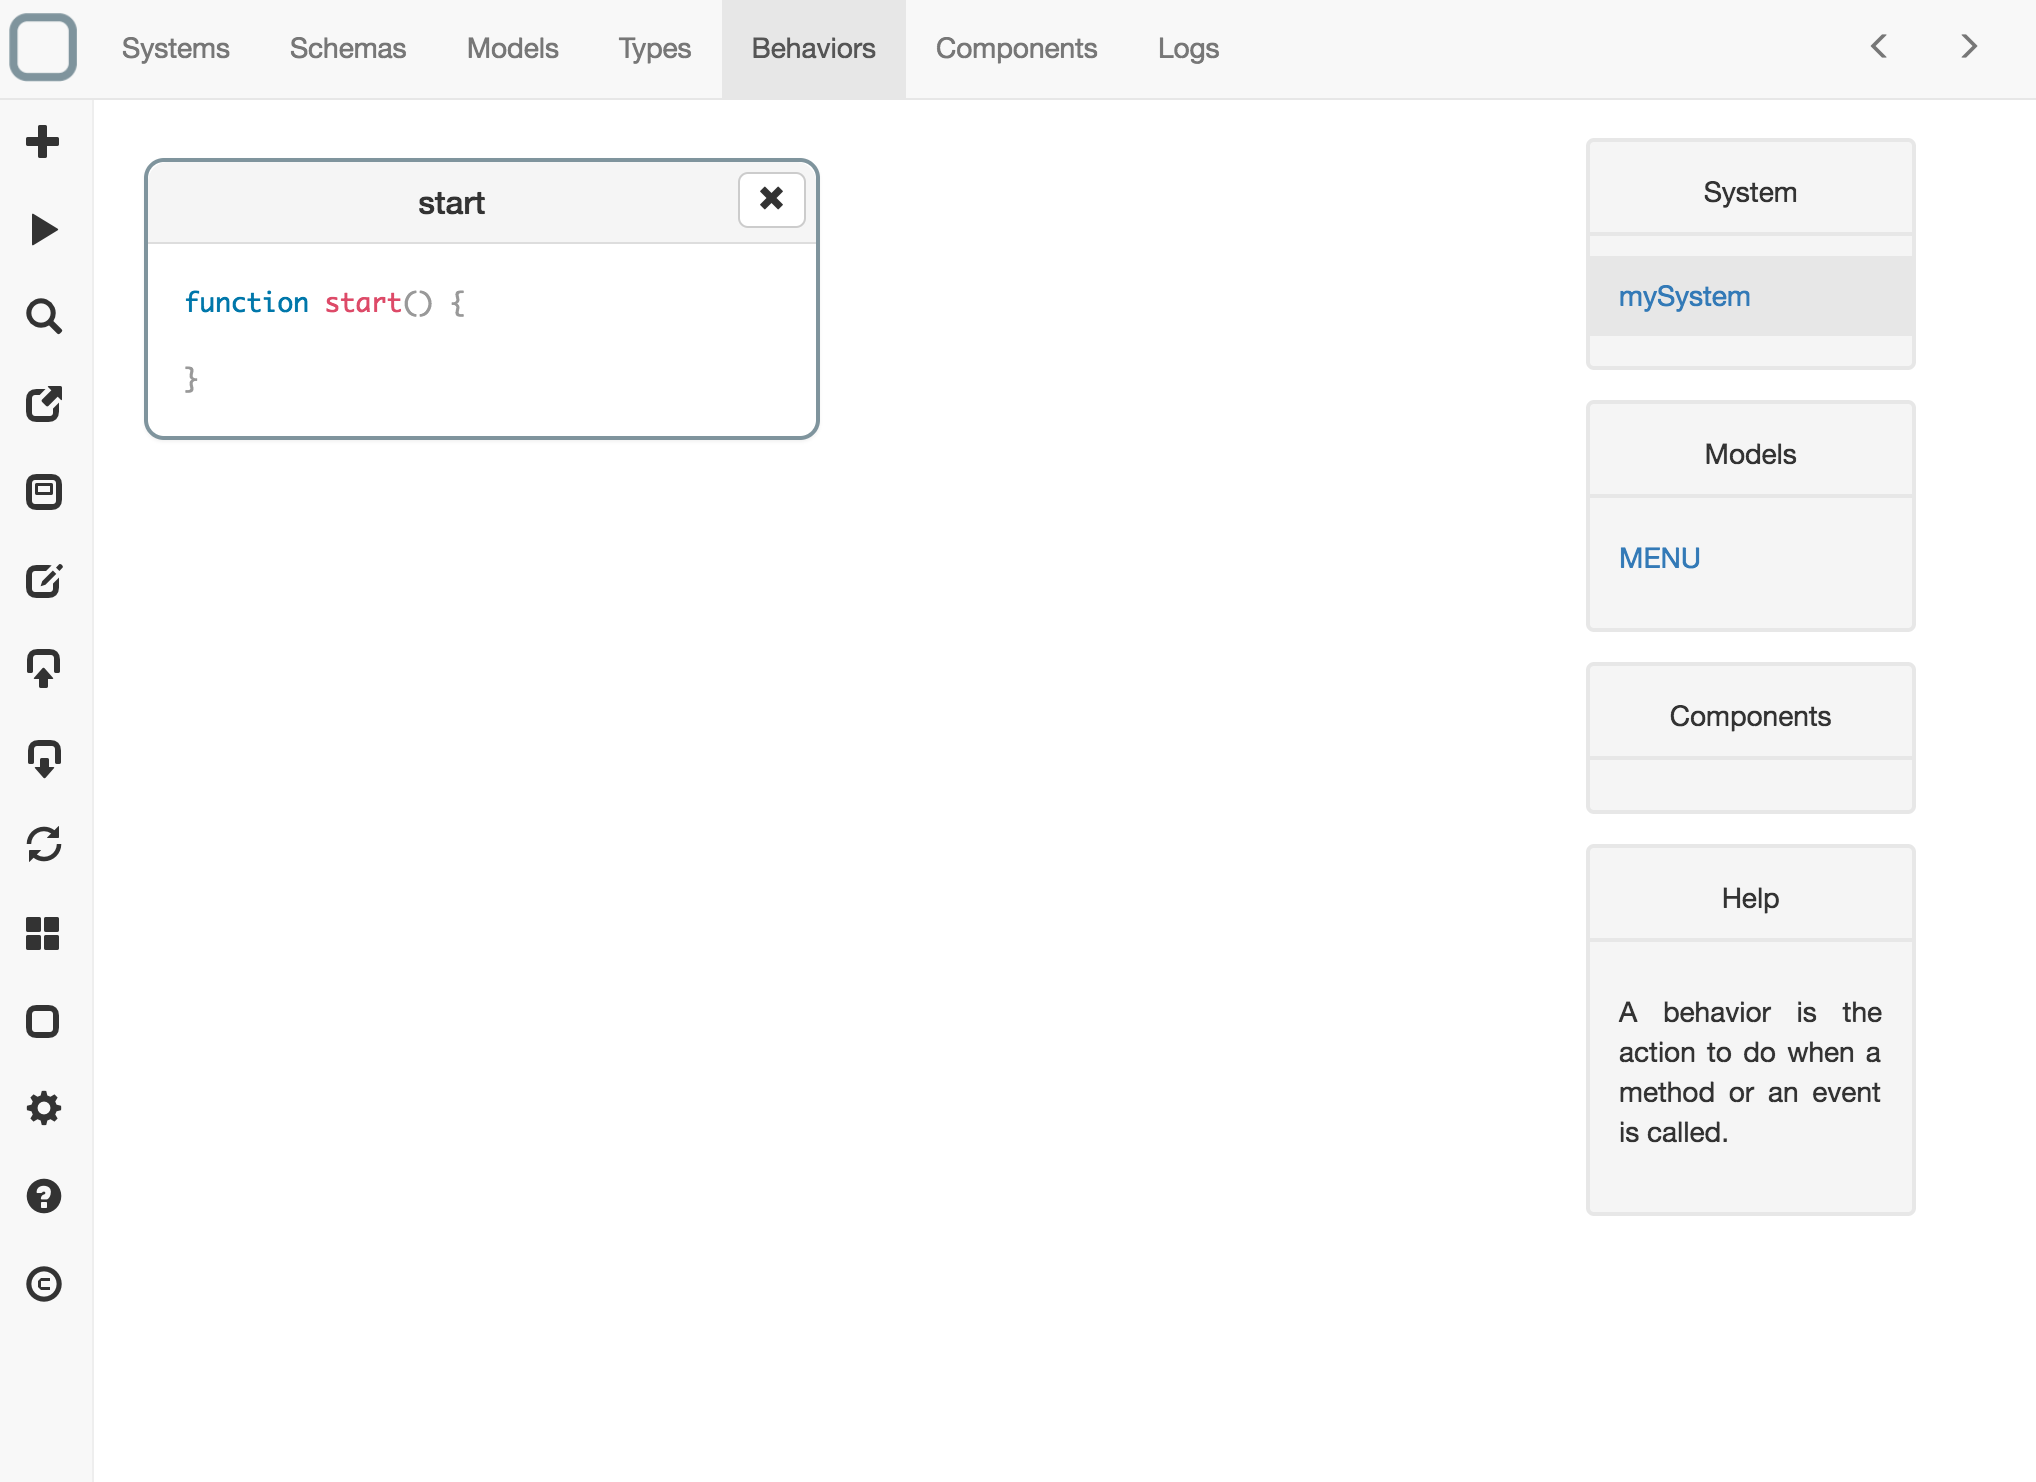 Systems Schemas Models Types Behaviors Components Logs
start
function start() {
}
System
mySystem
Models
MENU
Components
Help
A behavior is the
action to do when a
method or an event
is called.